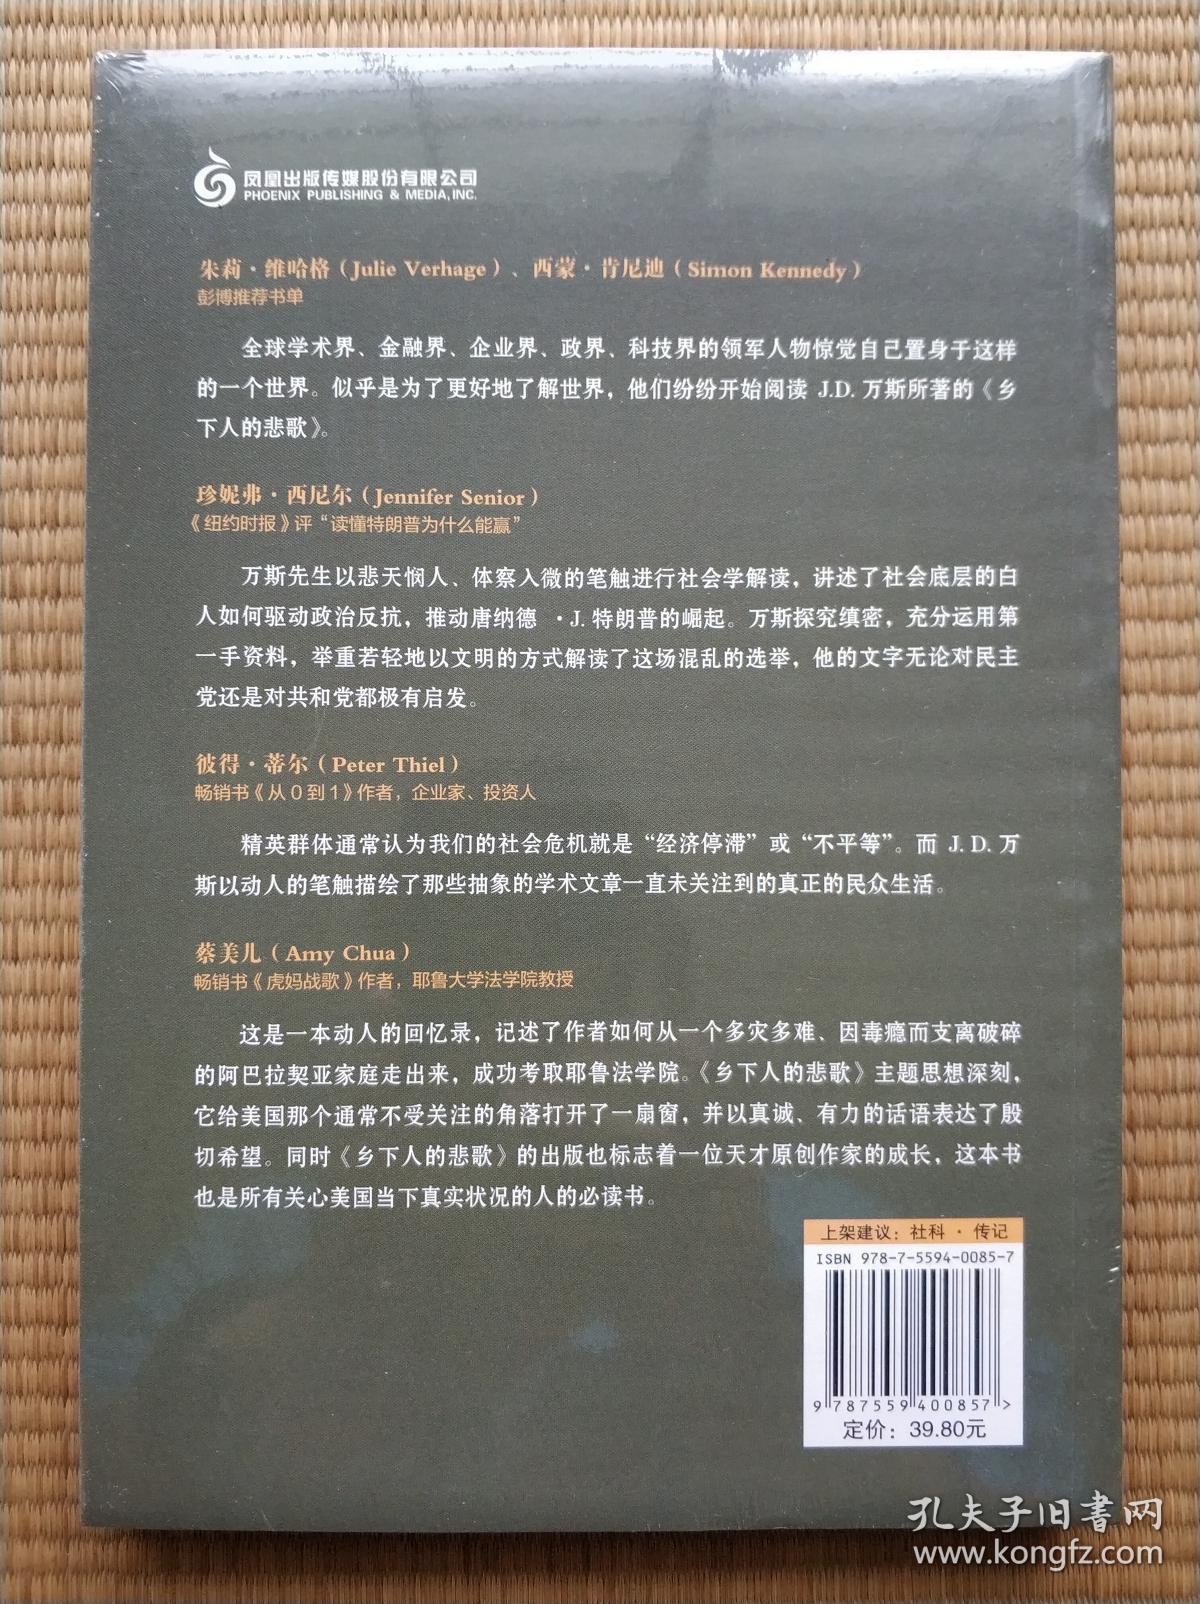 凤凰出版传媒股份有限公司
PHOENIX PUBLISHING & MEDIA, INC.
朱莉·维哈格（Julie Verhage）、西蒙·肯尼迪（Simon Kennedy）
彭博推荐书单
全球学术界、金融界、企业界、政界、科技界的领军人物惊觉自己置身于这样
的一个世界。似乎是为了更好地了解世界，他们纷纷开始阅读 J.D. 万斯所著的《乡
下人的悲歌》。
珍妮弗·西尼尔（Jennifer Senior）
《纽约时报》评“读懂特朗普为什么能赢”
万斯先生以悲天悯人、体察入微的笔触进行社会学解读，讲述了社会底层的白
人如何驱动政治反抗，推动唐纳德 ·J. 特朗普的崛起。万斯探究缜密，充分运用第
一手资料，举重若轻地以文明的方式解读了这场混乱的选举，他的文字无论对民主
党还是对共和党都极有启发。
彼得·蒂尔（Peter Thiel）
畅销书《从 0 到 1》作者，企业家、投资人
精英群体通常认为我们的社会危机就是“经济停滞”或“不平等”。而 J. D. 万
斯以动人的笔触描绘了那些抽象的学术文章一直未关注到的真正的民众生活。
蔡美儿（Amy Chua）
畅销书《虎妈战歌》作者，耶鲁大学法学院教授
这是一本动人的回忆录，记述了作者如何从一个多灾多难、因毒瘾而支离破碎
的阿巴拉契亚家庭走出来，成功考取耶鲁法学院。《乡下人的悲歌》主题思想深刻，
它给美国那个通常不受关注的角落打开了一扇窗，并以真诚、有力的话语表达了殷
切希望。同时《乡下人的悲歌》的出版也标志着一位天才原创作家的成长，这本书
也是所有关心美国当下真实状况的人的必读书。
上架建议：社科 · 传记
ISBN 978-7-5594-0085-7
9 787559 400857 >
定价：39.80元
孔夫子旧书网
www.kongfz.com